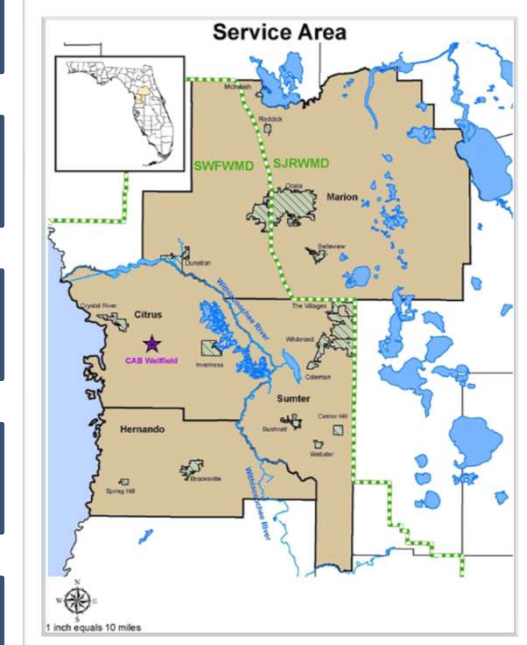 Service Area
McIntosh
Reddick
SWFWMD
SJRWMD
Ocala
Marion
Belleview
Dunnellon
Withlacoochee River
Crystal River
Citrus
The Villages
CAB Wellfield
Inverness
Wildwood
Coleman
Sumter
Hernando
Bushnell
Center Hill
Webster
Brooksville
Spring Hill
Withlacoochee River
N
W
E
S
1 inch equals 10 miles